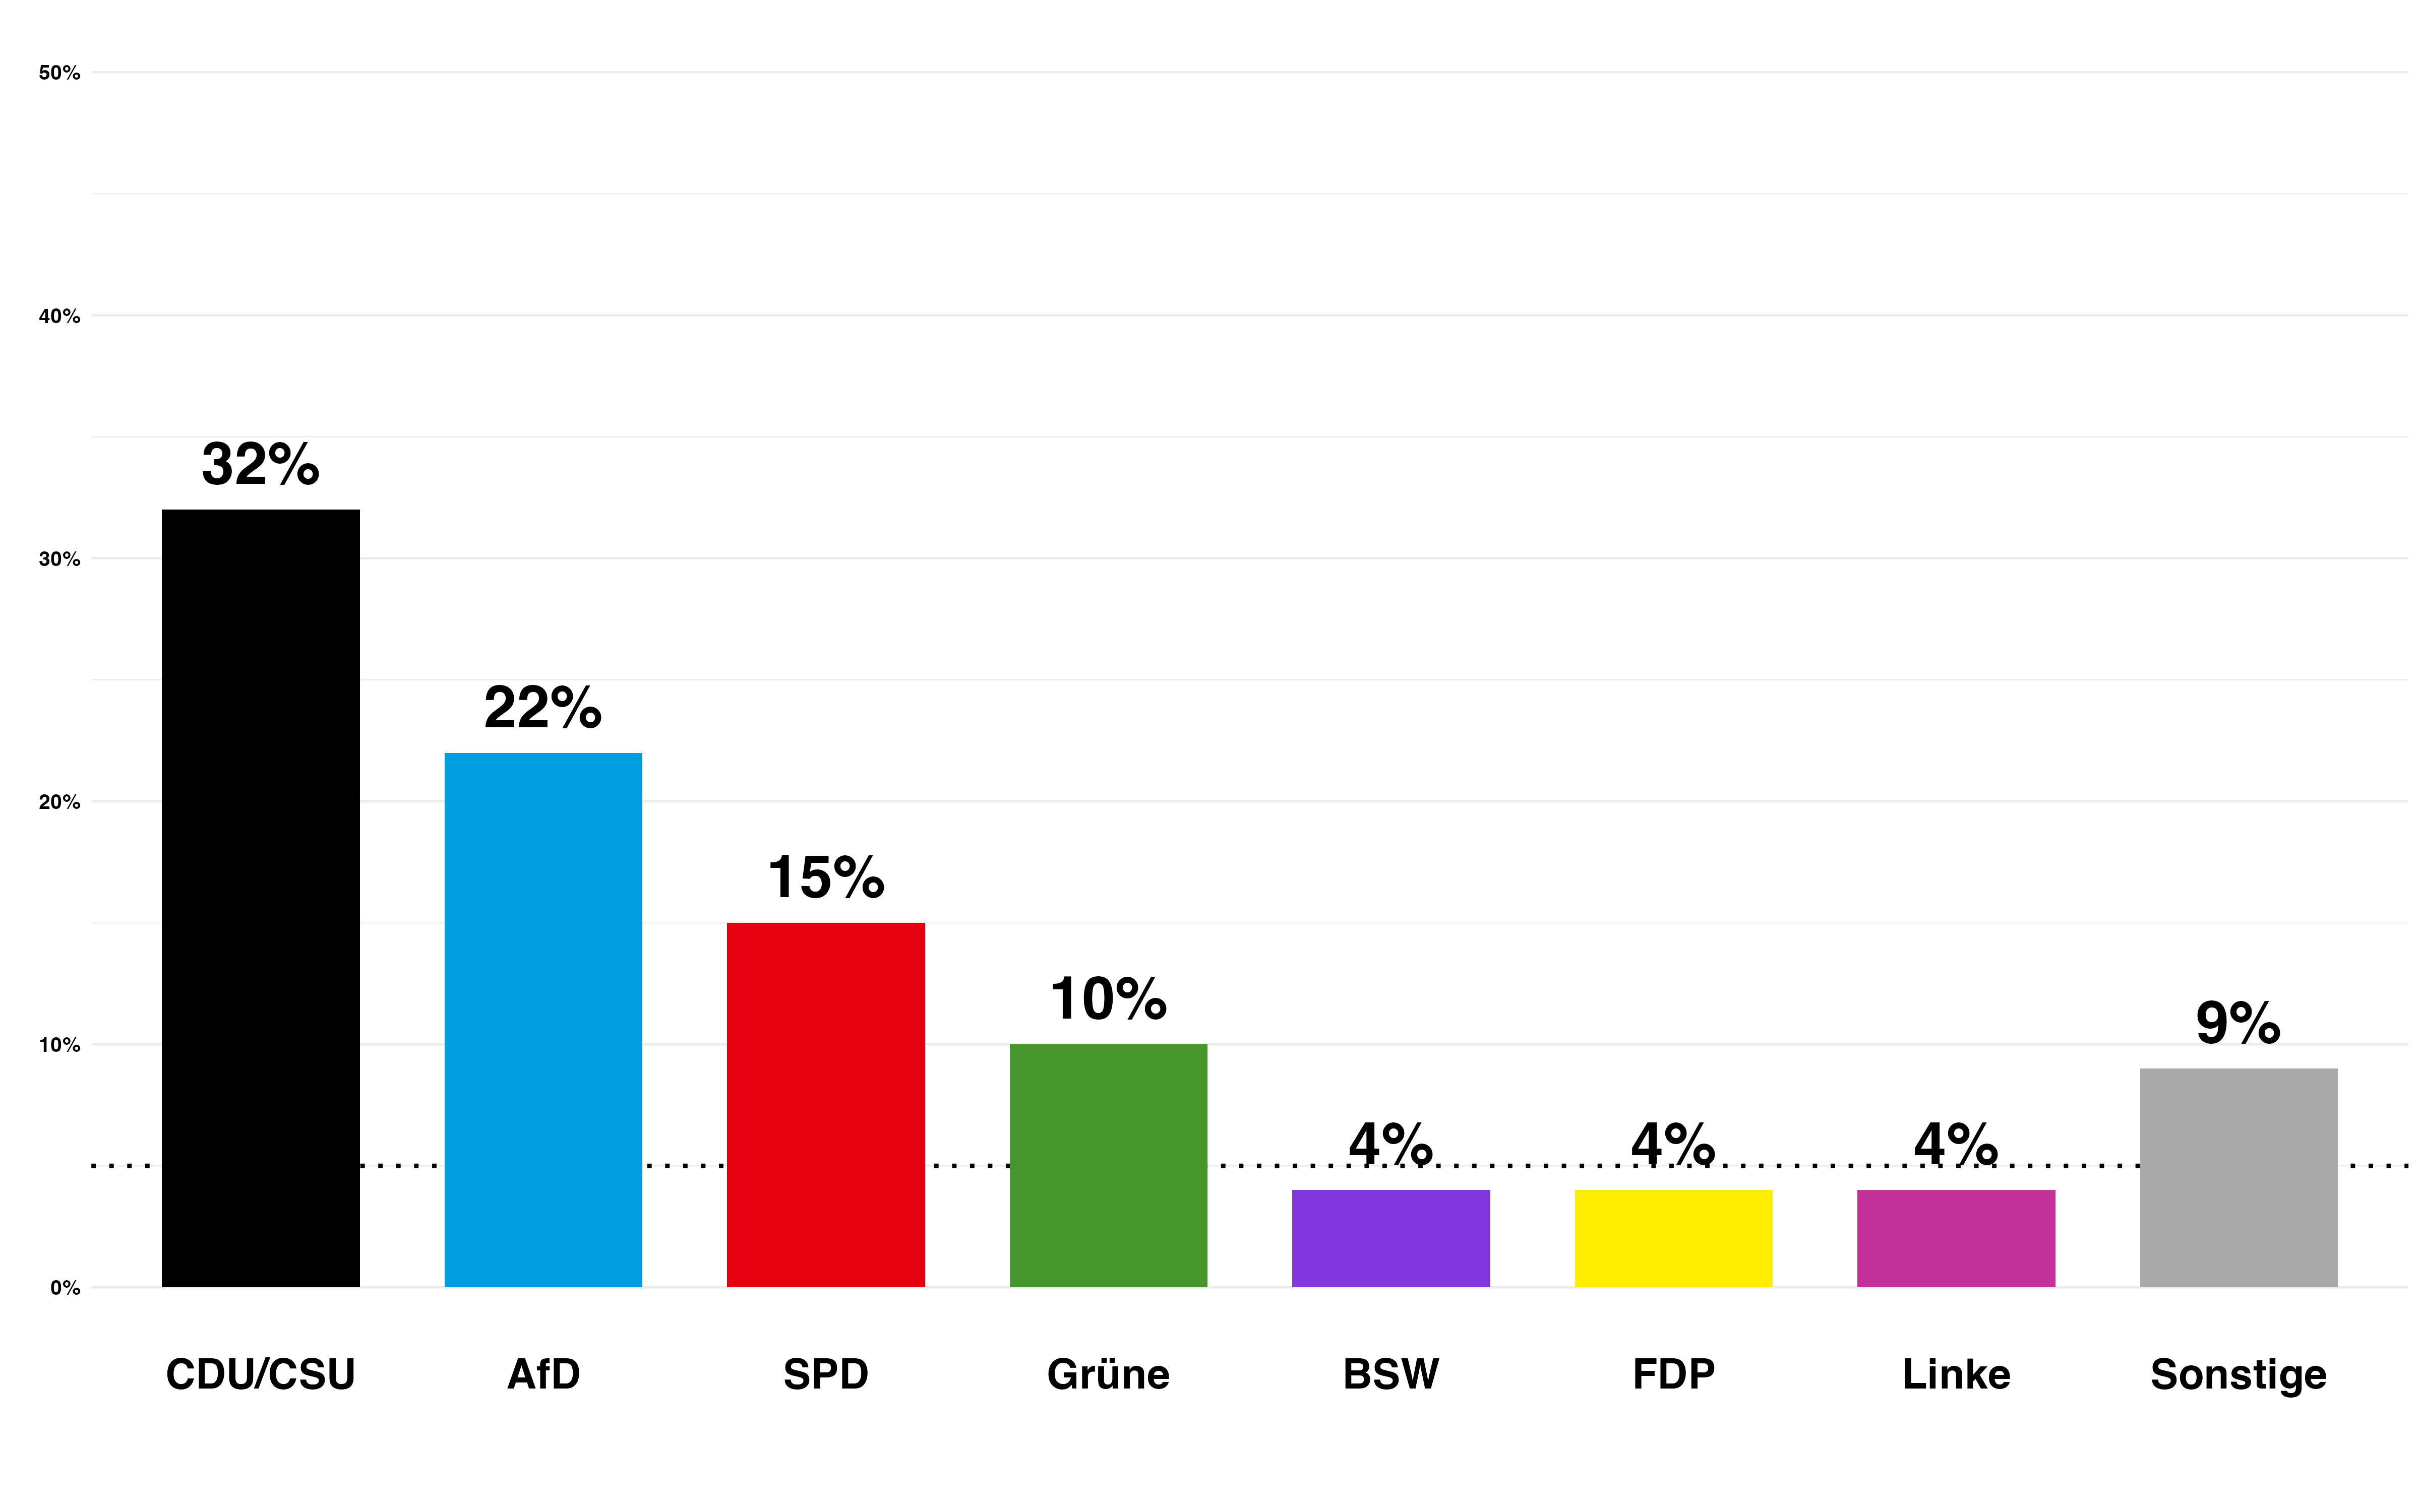 50%
40%
30%
20%
10%
0%
32%
22%
15%
10%
4%
4%
4%
9%
CDU/CSU
AfD
SPD
Grüne
BSW
FDP
Linke
Sonstige